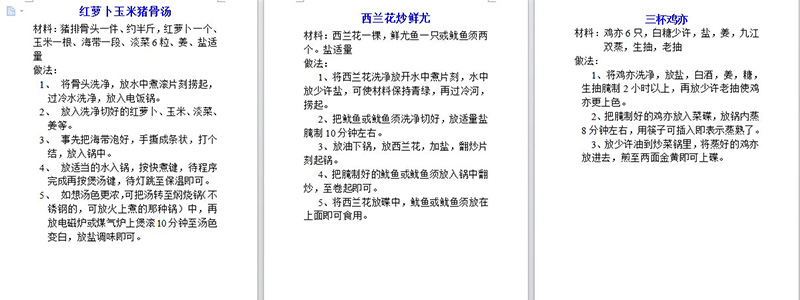 红萝卜玉米猪骨汤
材料：猪排骨头一件、约半斤，红萝卜一个、
玉米一根、海带一段、淡菜 6 粒、姜、盐适
量
做法：
1、 将骨头洗净，放水中煮滚片刻捞起，
过冷水洗净，放入电饭锅。
2、 放入洗净切好的红萝卜、玉米、淡菜、
姜等。
3、 事先把海带泡好，手撕成条状，打个
结，放入锅中。
4、 放适当的水入锅，按快煮键，待程序
完成再按煲汤键，待灯跳至保温即可。
5、 如想汤色更浓，可把汤转至焖烧锅(不
锈钢的，可放火上煮的那种锅）中，再
放电磁炉或煤气炉上煲滚 10 分钟至汤色
变白，放盐调味即可。
西兰花炒鲜尤
材料：西兰花一棵，鲜尤鱼一只或鱿鱼须两
个。盐适量
做法：
1、将西兰花洗净放开水中煮片刻，水中
放少许盐，可使材料保持青绿，再过冷河，
捞起。
2、把鱿鱼或鱿鱼须洗净切好，放适量盐
腌制 10 分钟左右。
3、放油下锅，放西兰花，加盐，翻炒片
刻起锅。
4、把腌制好的鱿鱼或鱿鱼须放入锅中翻
炒，至卷起即可。
5、将西兰花放碟中，鱿鱼或鱿鱼须放在
上面即可食用。
三杯鸡亦
材料：鸡亦 6 只，白糖少许，盐，姜，九江
双蒸，生抽，老抽
做法：
1、将鸡亦洗净，放盐，白酒，姜，糖，
生抽腌制 2 小时以上，再放少许老抽使鸡
亦更上色。
2、把腌制好的鸡亦放入菜碟，放锅内蒸
8 分钟左右，用筷子可插入即表示蒸熟了。
3、放少许油到炒菜锅里，将蒸好的鸡亦
放进去，煎至两面金黄即可上碟。